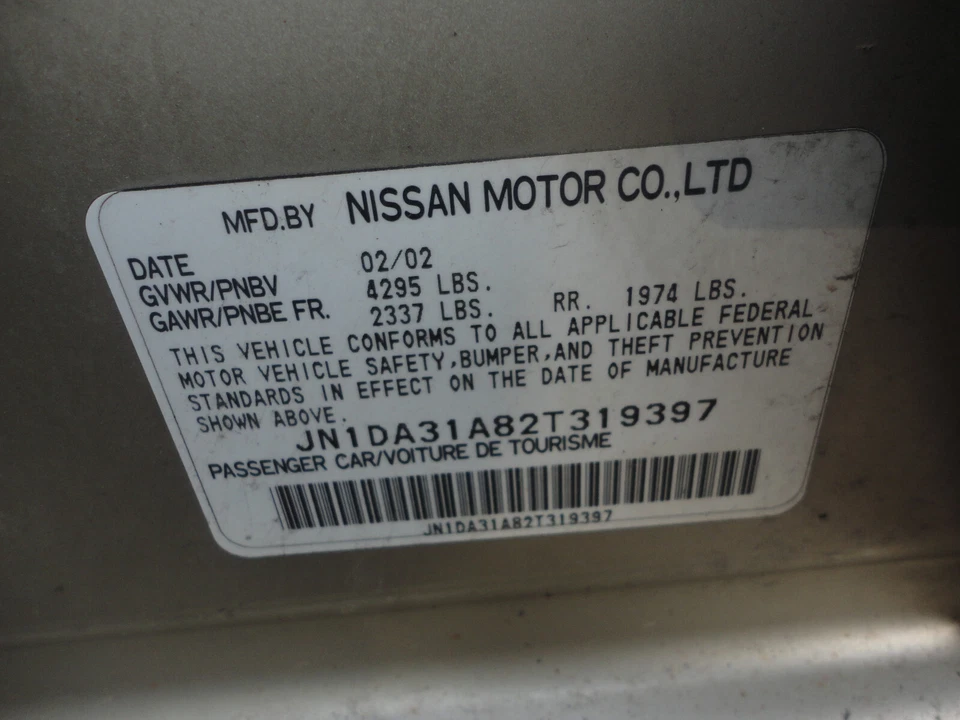 MFD.BY NISSAN MOTOR CO.,LTD
DATE 02/02
GVWR/PNBV 4295 LBS.
GAWR/PNBE FR. 2337 LBS. RR. 1974 LBS.
THIS VEHICLE CONFORMS TO ALL APPLICABLE FEDERAL
MOTOR VEHICLE SAFETY,BUMPER,AND THEFT PREVENTION
STANDARDS IN EFFECT ON THE DATE OF MANUFACTURE
SHOWN ABOVE.
JN1DA31A82T319397
PASSENGER CAR/VOITURE DE TOURISME
JN1DA31A82T319397